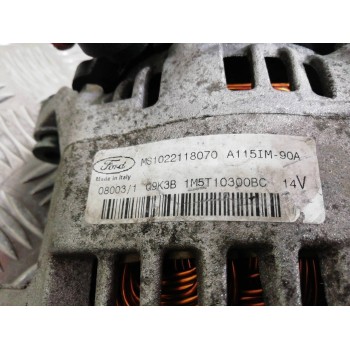 Ford MS1022118070 A115IM-90A
Made in Italy
08003/1 09K3B 1M5T10300BC 14V